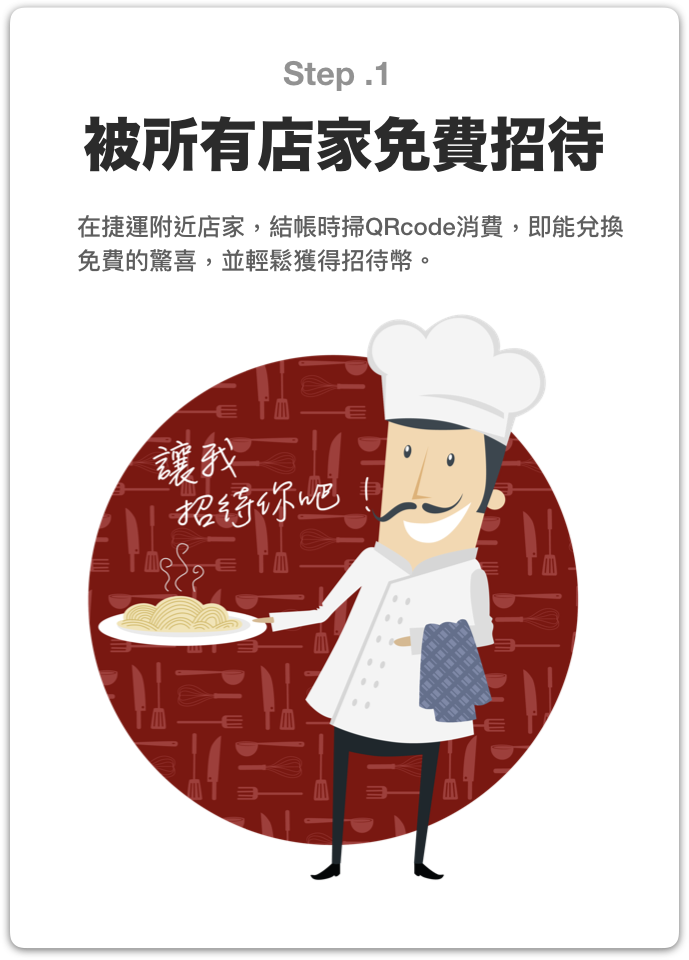 Step .1
被所有店家免費招待
在捷運附近店家，結帳時掃QRcode消費，即能兌換
免費的驚喜，並輕鬆獲得招待幣。
讓我
招待你吧！